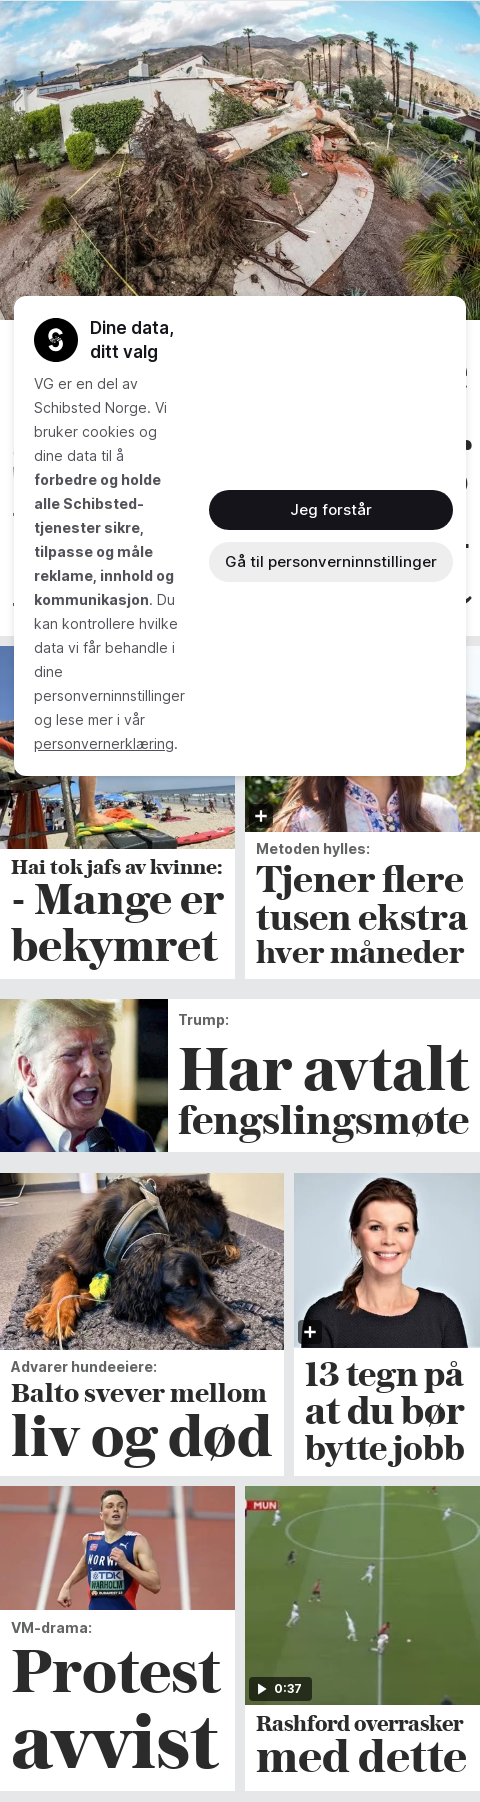 Dine data,
ditt valg
VG er en del av
Schibsted Norge. Vi
bruker cookies og
dine data til å
forbedre og holde
alle Schibsted-
tjenester sikre,
tilpasse og måle
reklame, innhold og
kommunikasjon. Du
kan kontrollere hvilke
data vi får behandle i
dine
personverninnstillinger
og lese mer i vår
personvernerklæring.
Jeg forstår
Gå til personverninnstillinger
Hai tok jafs av kvinne:
- Mange er
bekymret
Metoden hylles:
Tjener flere
tusen ekstra
hver måneder
Trump:
Har avtalt
fengslingsmøte
Advarer hundeeiere:
Balto svever mellom
liv og død
13 tegn på
at du bør
bytte jobb
NORW
TDK
WARHOLM
VM-drama:
Protest
avvist
MUN
0:37
Rashford overrasker
med dette